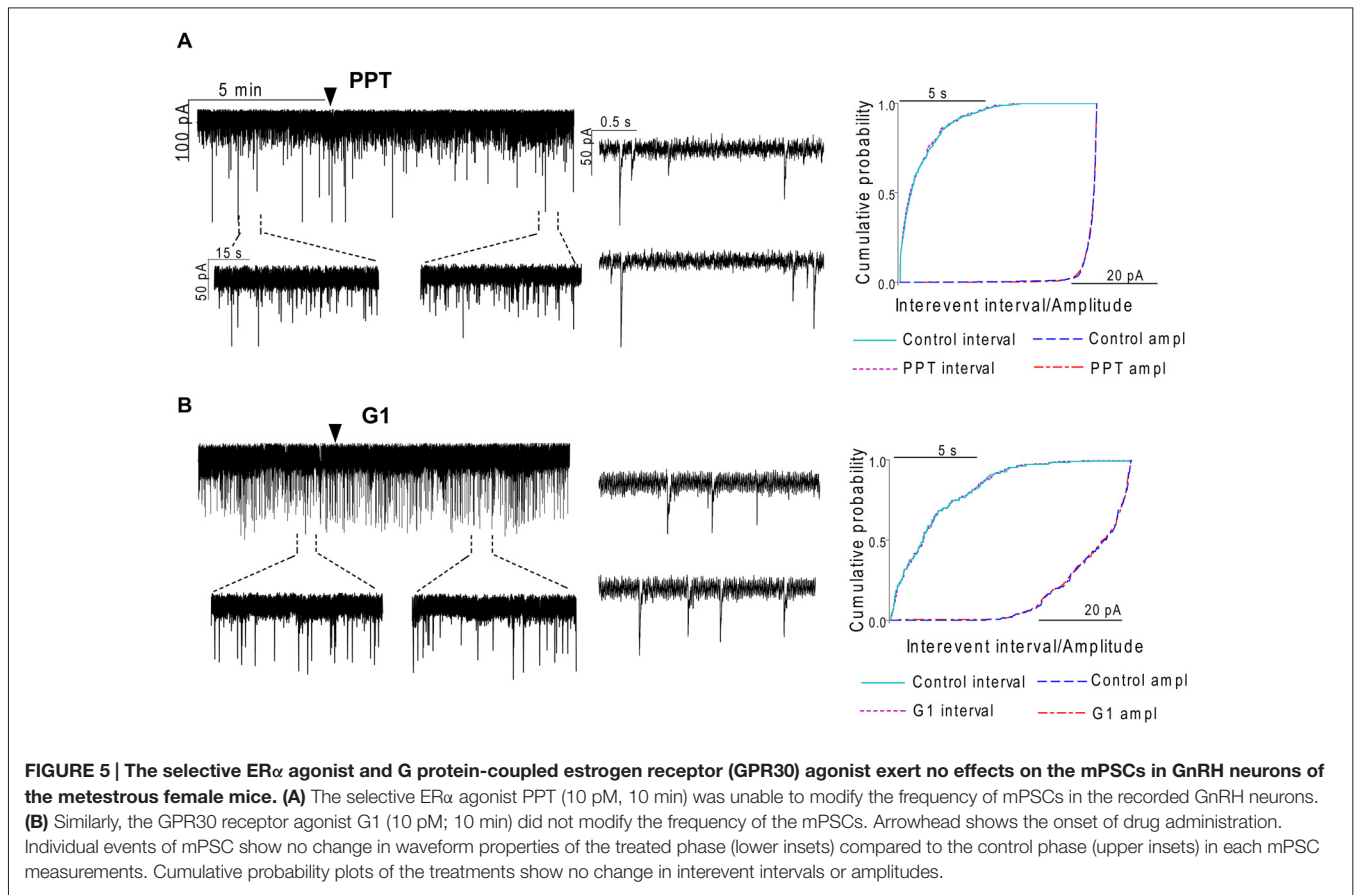 A
PPT
5 min
100 pA
0.5 s
50 pA
15 s
50 pA
5 s
1.0
0.5
0.0
Cumulative probability
20 pA
Interevent interval/Amplitude
Control interval
Control ampl
PPT interval
PPT ampl
B
G1
5 s
1.0
0.5
0.0
Cumulative probability
20 pA
Interevent interval/Amplitude
Control interval
Control ampl
G1 interval
G1 ampl
FIGURE 5 | The selective ERα agonist and G protein-coupled estrogen receptor (GPR30) agonist exert no effects on the mPSCs in GnRH neurons of
the metestrous female mice. (A) The selective ERα agonist PPT (10 pM, 10 min) was unable to modify the frequency of mPSCs in the recorded GnRH neurons.
(B) Similarly, the GPR30 receptor agonist G1 (10 pM; 10 min) did not modify the frequency of the mPSCs. Arrowhead shows the onset of drug administration.
Individual events of mPSC show no change in waveform properties of the treated phase (lower insets) compared to the control phase (upper insets) in each mPSC
measurements. Cumulative probability plots of the treatments show no change in interevent intervals or amplitudes.